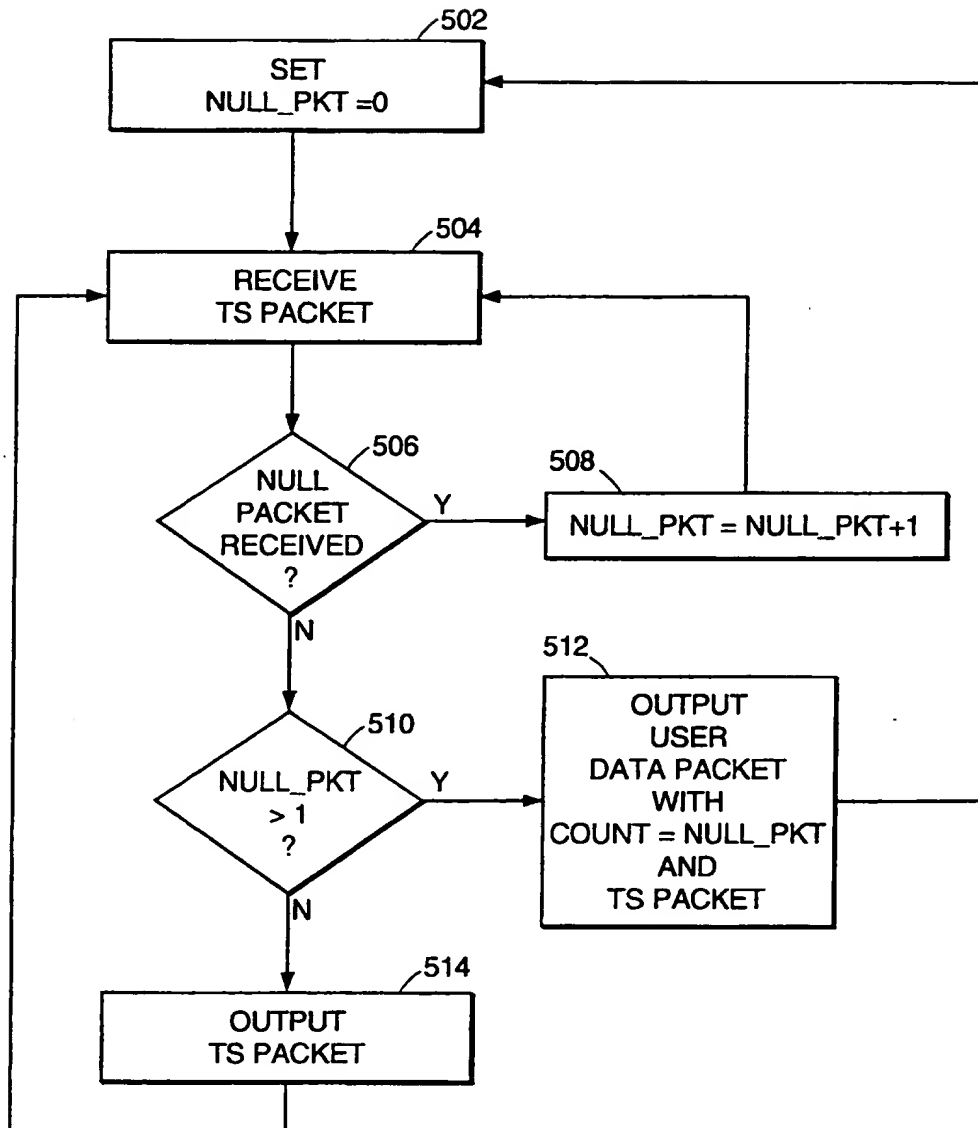 502
SET
NULL_PKT =0
504
RECEIVE
TS PACKET
506
NULL
PACKET
RECEIVED
?
Y
N
508
NULL_PKT = NULL_PKT+1
510
NULL_PKT
> 1
?
Y
N
512
OUTPUT
USER
DATA PACKET
WITH
COUNT = NULL_PKT
AND
TS PACKET
514
OUTPUT
TS PACKET